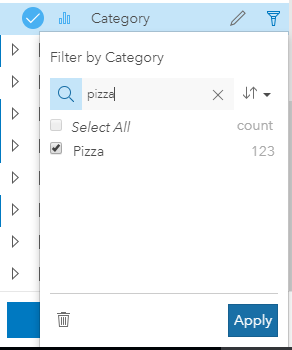 Category
Filter by Category
pizza
Select All count
Pizza 123
Apply